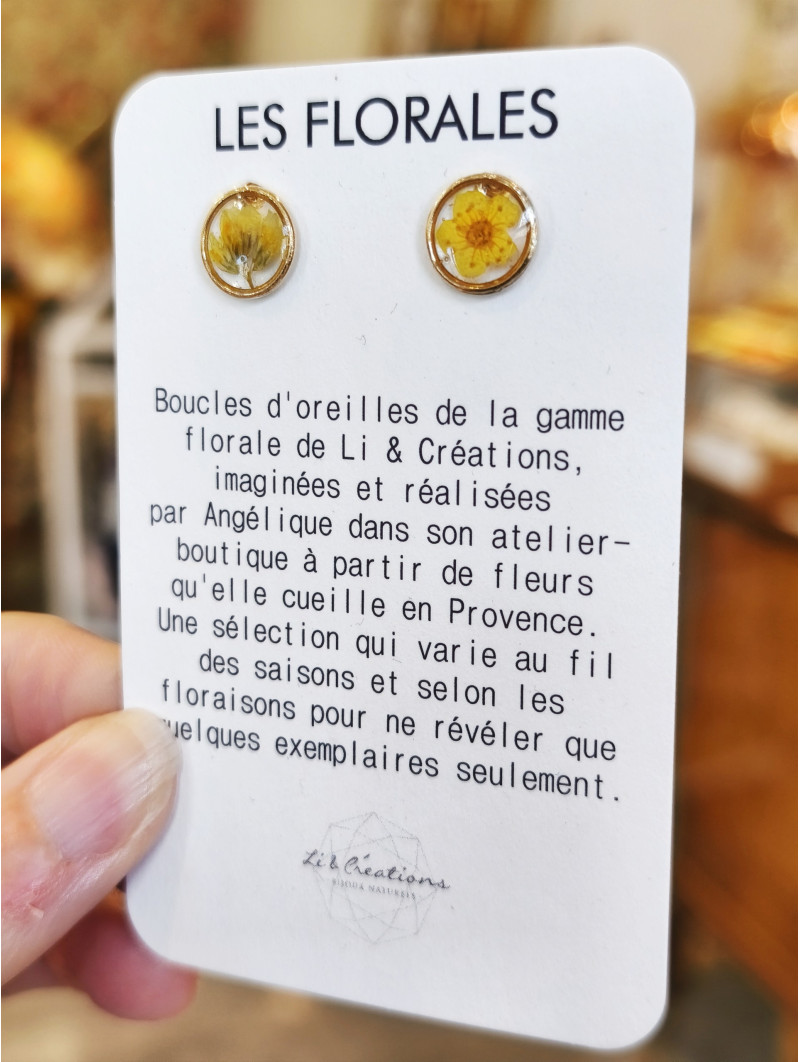 LES FLORALES
Boucles d'oreilles de la gamme
florale de Li & Créations,
imaginées et réalisées
par Angélique dans son atelier-
boutique à partir de fleurs
qu'elle cueille en Provence.
Une sélection qui varie au fil
des saisons et selon les
floraisons pour ne révéler que
quelques exemplaires seulement.
Li & Créations
BIJOUX NATURELS